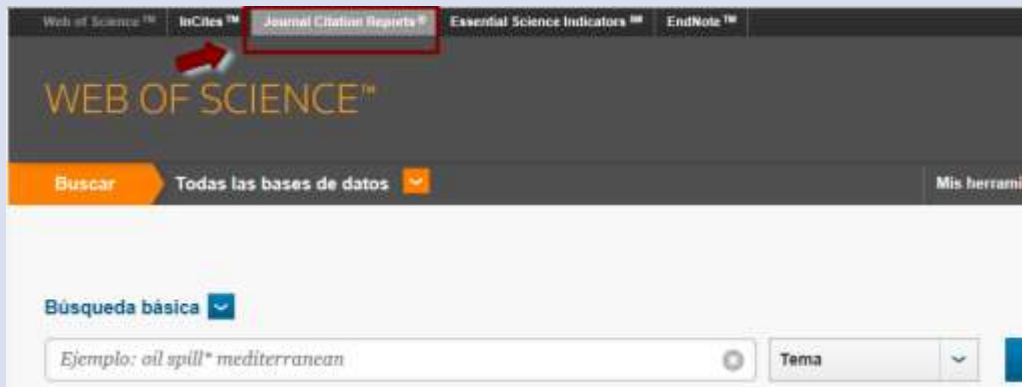 Web of Science™ InCites™ Journal Citation Reports® Essential Science Indicators℠ EndNote™
WEB OF SCIENCE™
Buscar Todas las bases de datos Mis herrami
Búsqueda básica
Ejemplo: oil spill* mediterranean Tema